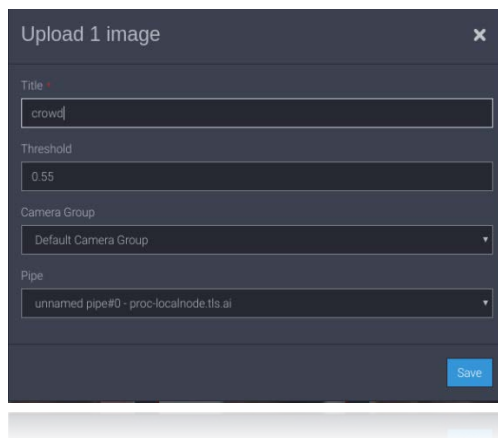 Upload 1 image
Title *
crowd
Threshold
0.55
Camera Group
Default Camera Group
Pipe
unnamed pipe#0 - proc-localnode.tls.ai
Save